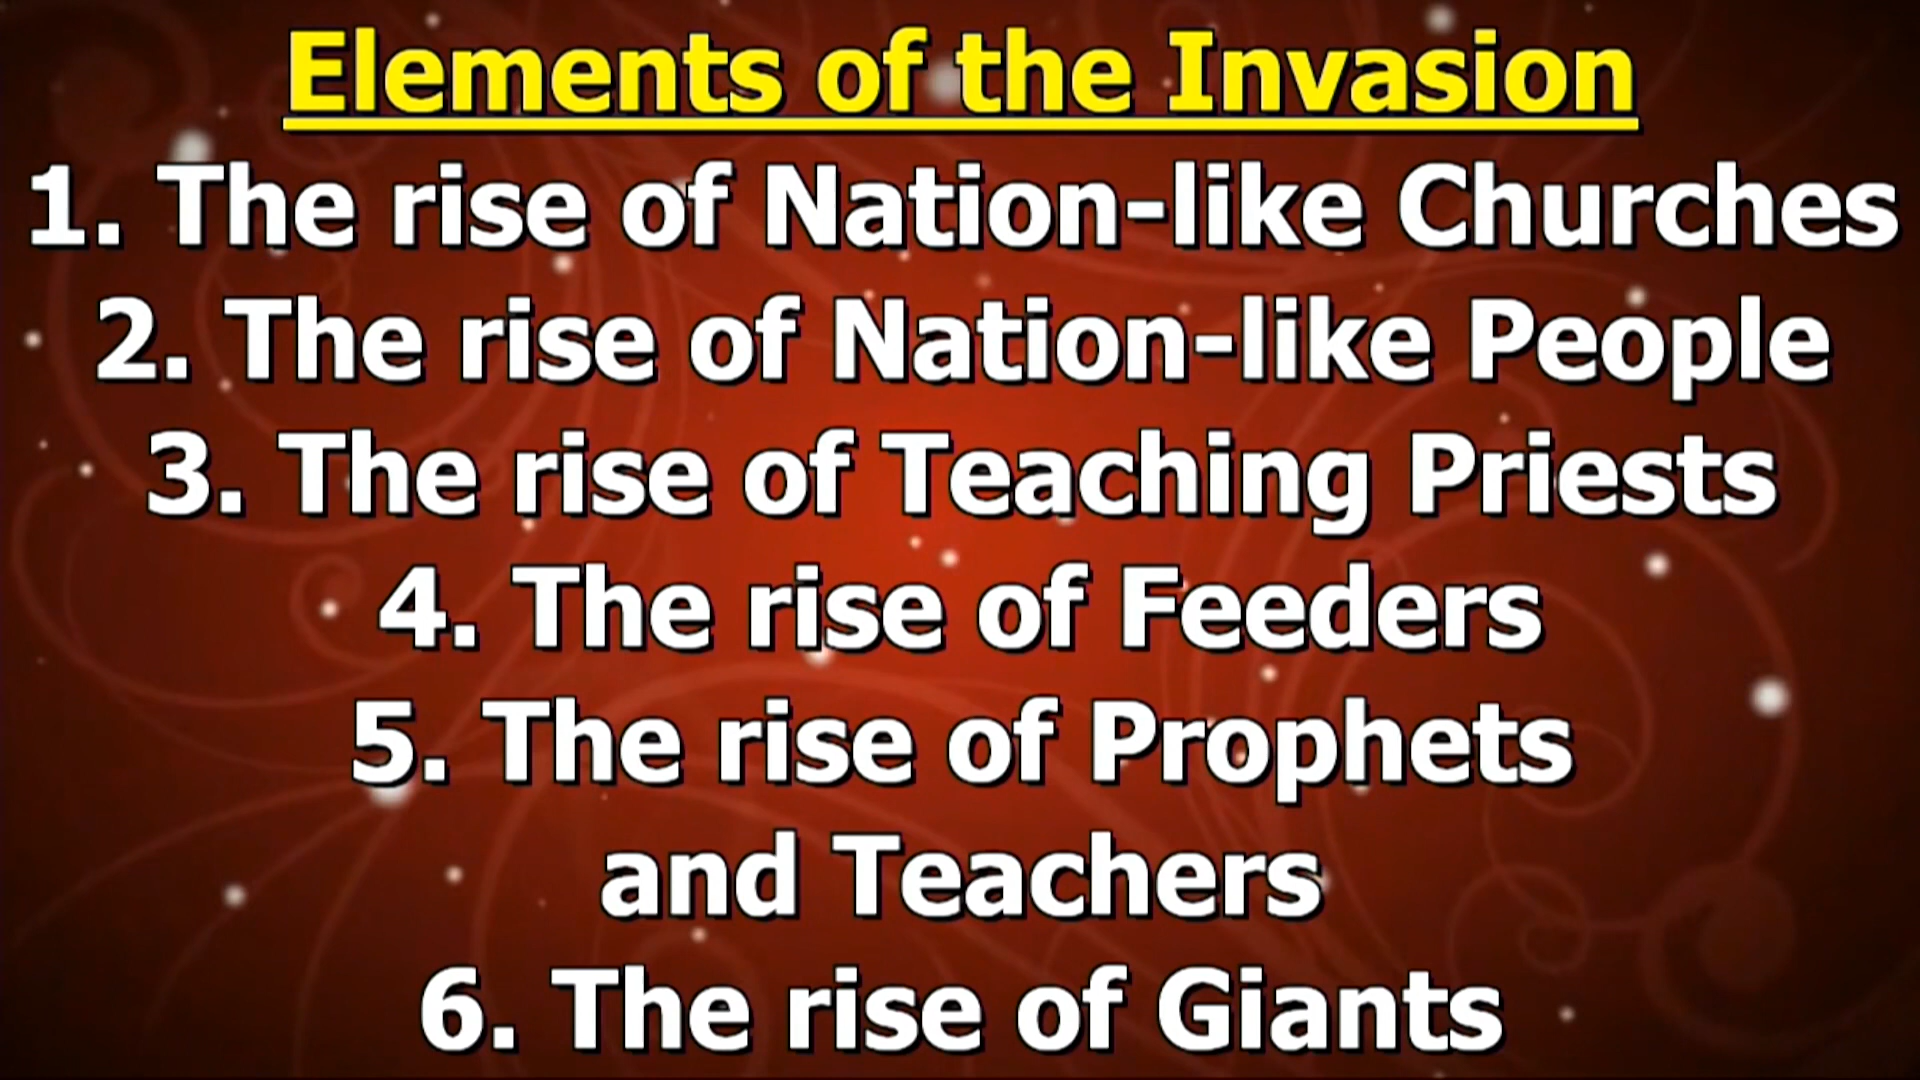 Elements of the Invasion
1. The rise of Nation-like Churches
2. The rise of Nation-like People
3. The rise of Teaching Priests
4. The rise of Feeders
5. The rise of Prophets
and Teachers
6. The rise of Giants